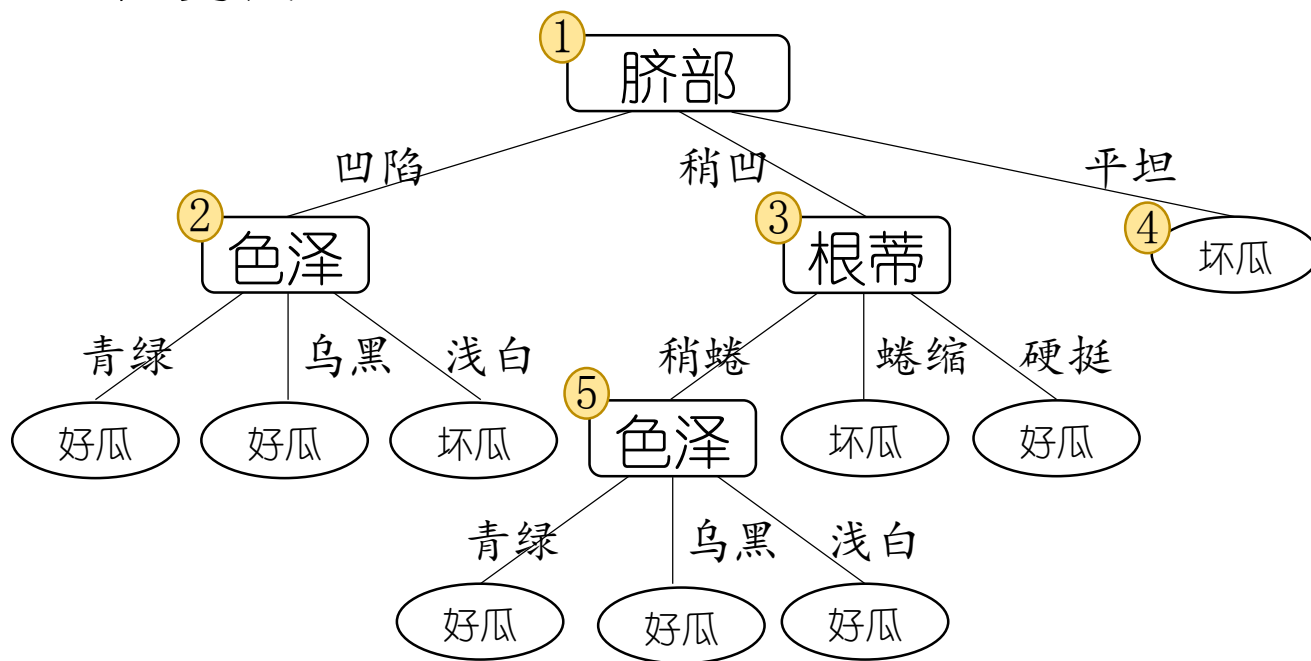 ①
脐部
凹陷 稍凹 平坦
② ③ ④
色泽 根蒂 坏瓜
青绿 乌黑 浅白 稍蜷 蜷缩 硬挺
⑤
好瓜 好瓜 坏瓜 色泽 坏瓜 好瓜
青绿 乌黑 浅白
好瓜 好瓜 好瓜